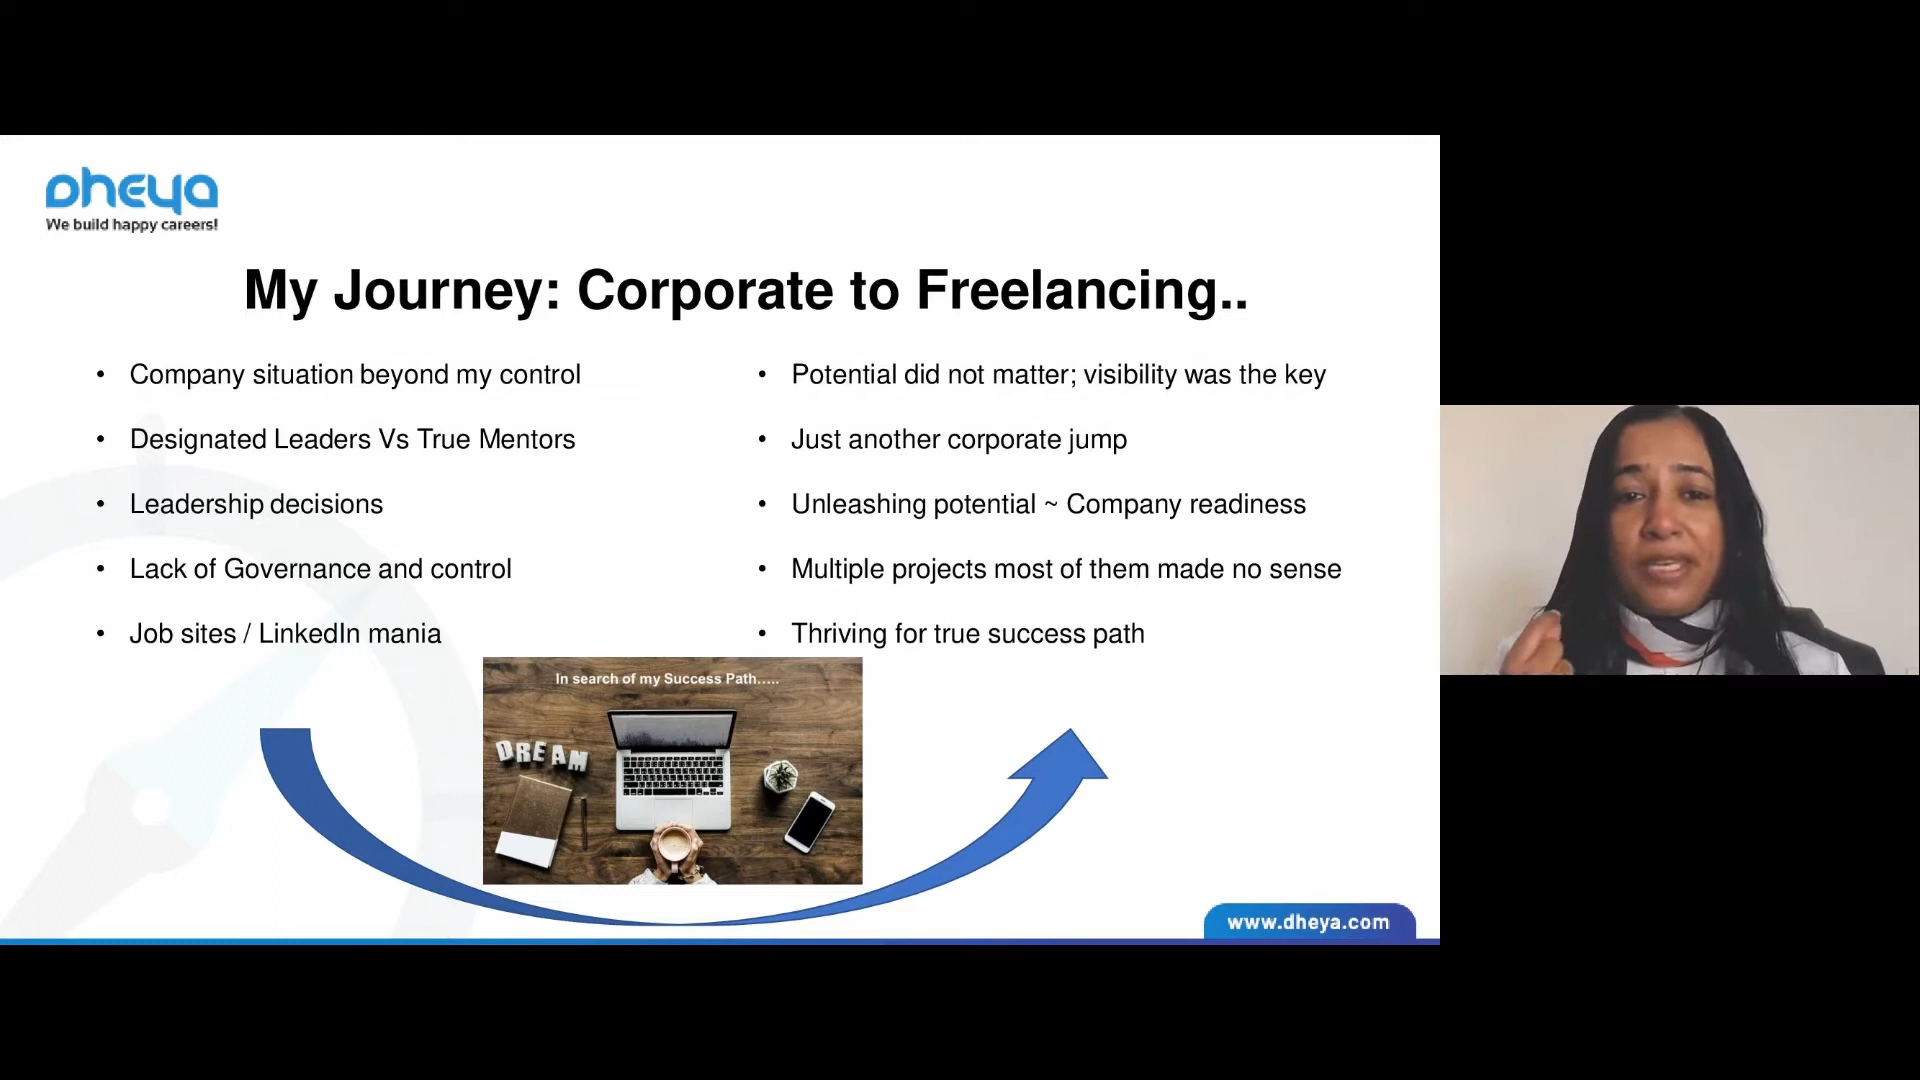 Dheya
We build happy careers!
My Journey: Corporate to Freelancing..
• Company situation beyond my control
• Designated Leaders Vs True Mentors
• Leadership decisions
• Lack of Governance and control
• Job sites / LinkedIn mania
• Potential did not matter; visibility was the key
• Just another corporate jump
• Unleashing potential ~ Company readiness
• Multiple projects most of them made no sense
• Thriving for true success path
In search of my Success Path.....
DREAM
www.dheya.com